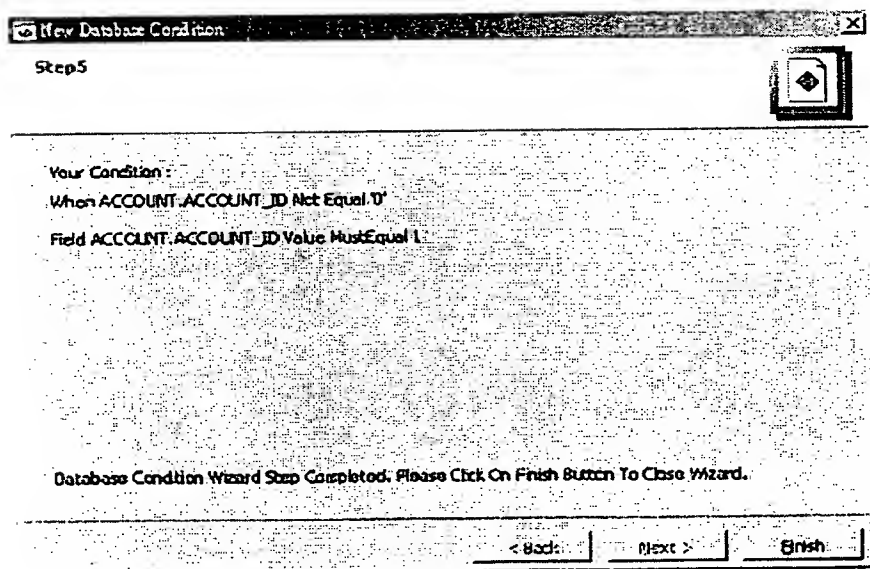 New Database Condition
Step5
Your Condition :
When ACCOUNT.ACCOUNT_ID Not Equal '0'
Field ACCOUNT.ACCOUNT_ID Value MustEqual 1
Database Condition Wizard Step Completed. Please Click On Finish Button To Close Wizard.
< Back
Next >
Finish